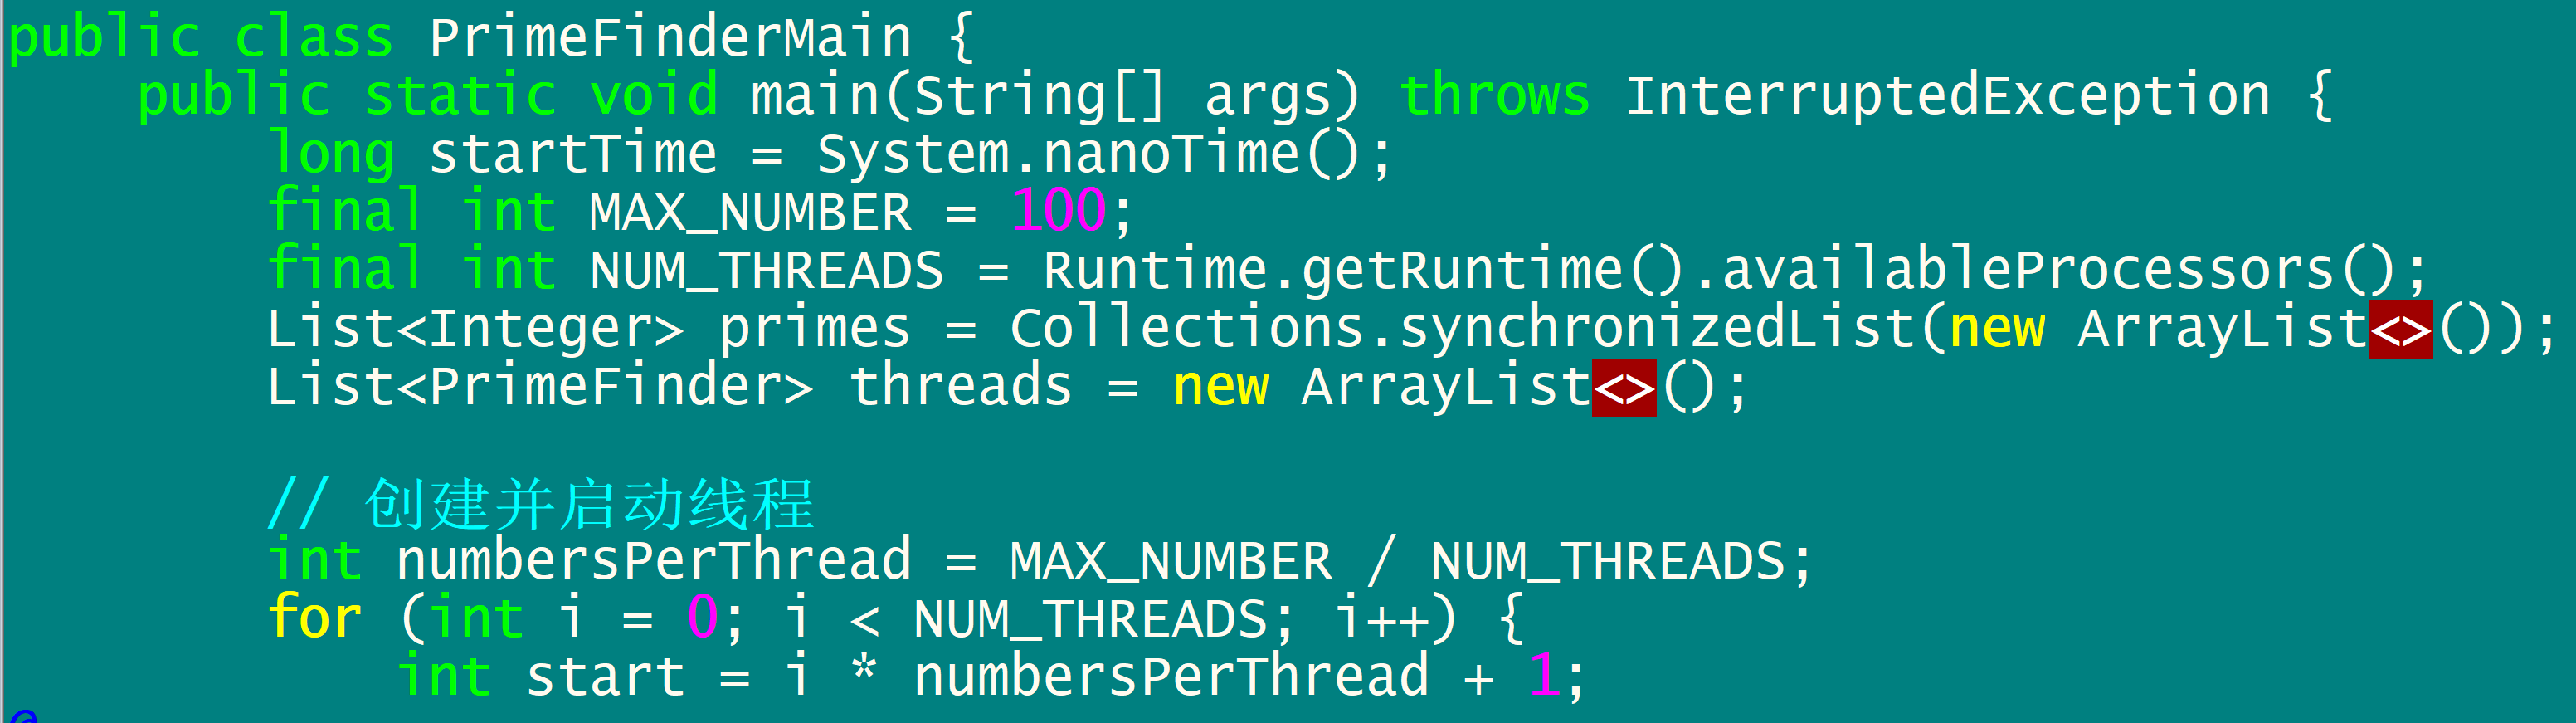 public class PrimeFinderMain {
    public static void main(String[] args) throws InterruptedException {
        long startTime = System.nanoTime();
        final int MAX_NUMBER = 100;
        final int NUM_THREADS = Runtime.getRuntime().availableProcessors();
        List<Integer> primes = Collections.synchronizedList(new ArrayList<>());
        List<PrimeFinder> threads = new ArrayList<>();

        // 创建并启动线程
        int numbersPerThread = MAX_NUMBER / NUM_THREADS;
        for (int i = 0; i < NUM_THREADS; i++) {
            int start = i * numbersPerThread + 1;